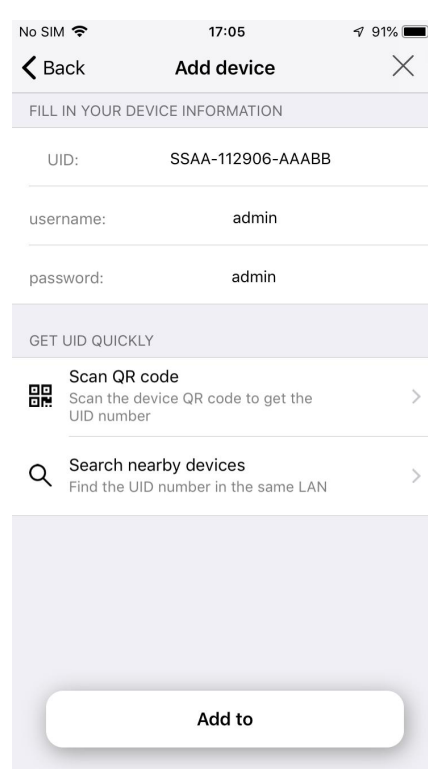 No SIM 17:05 91%
Back Add device
FILL IN YOUR DEVICE INFORMATION
UID: SSAA-112906-AAABB
username: admin
password: admin
GET UID QUICKLY
Scan QR code
Scan the device QR code to get the
UID number
Search nearby devices
Find the UID number in the same LAN
Add to